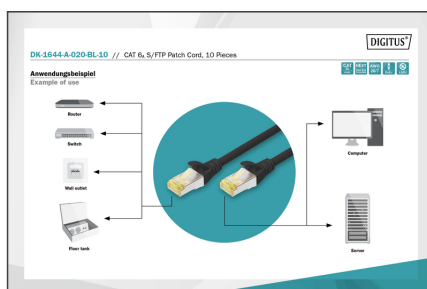 DIGITUS®
DK-1644-A-020-BL-10 // CAT 6A S/FTP Patch Cord, 10 Pieces
Anwendungsbeispiel
Example of use
Router
Switch
Wall outlet
Floor tank
Computer
Server